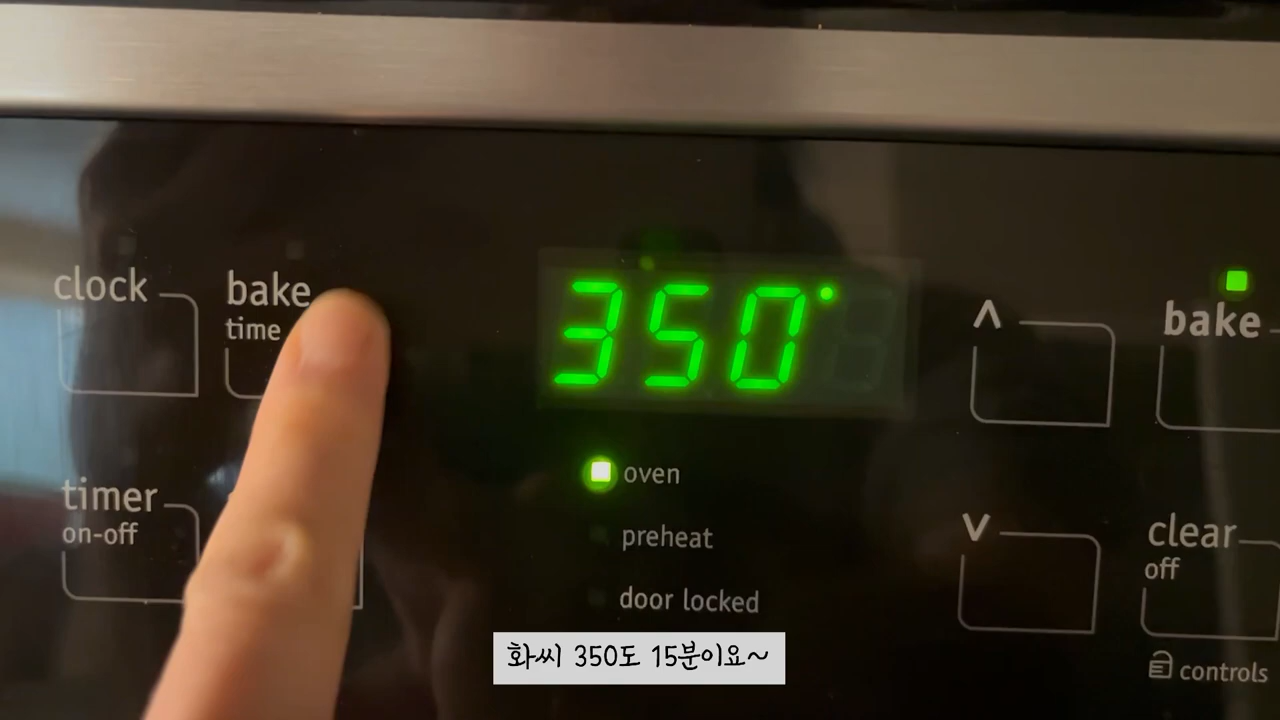 clock
bake
time
350°
^
bake
oven
timer
on-off
preheat
v
clear
off
door locked
화씨 350도 15분이요~
controls